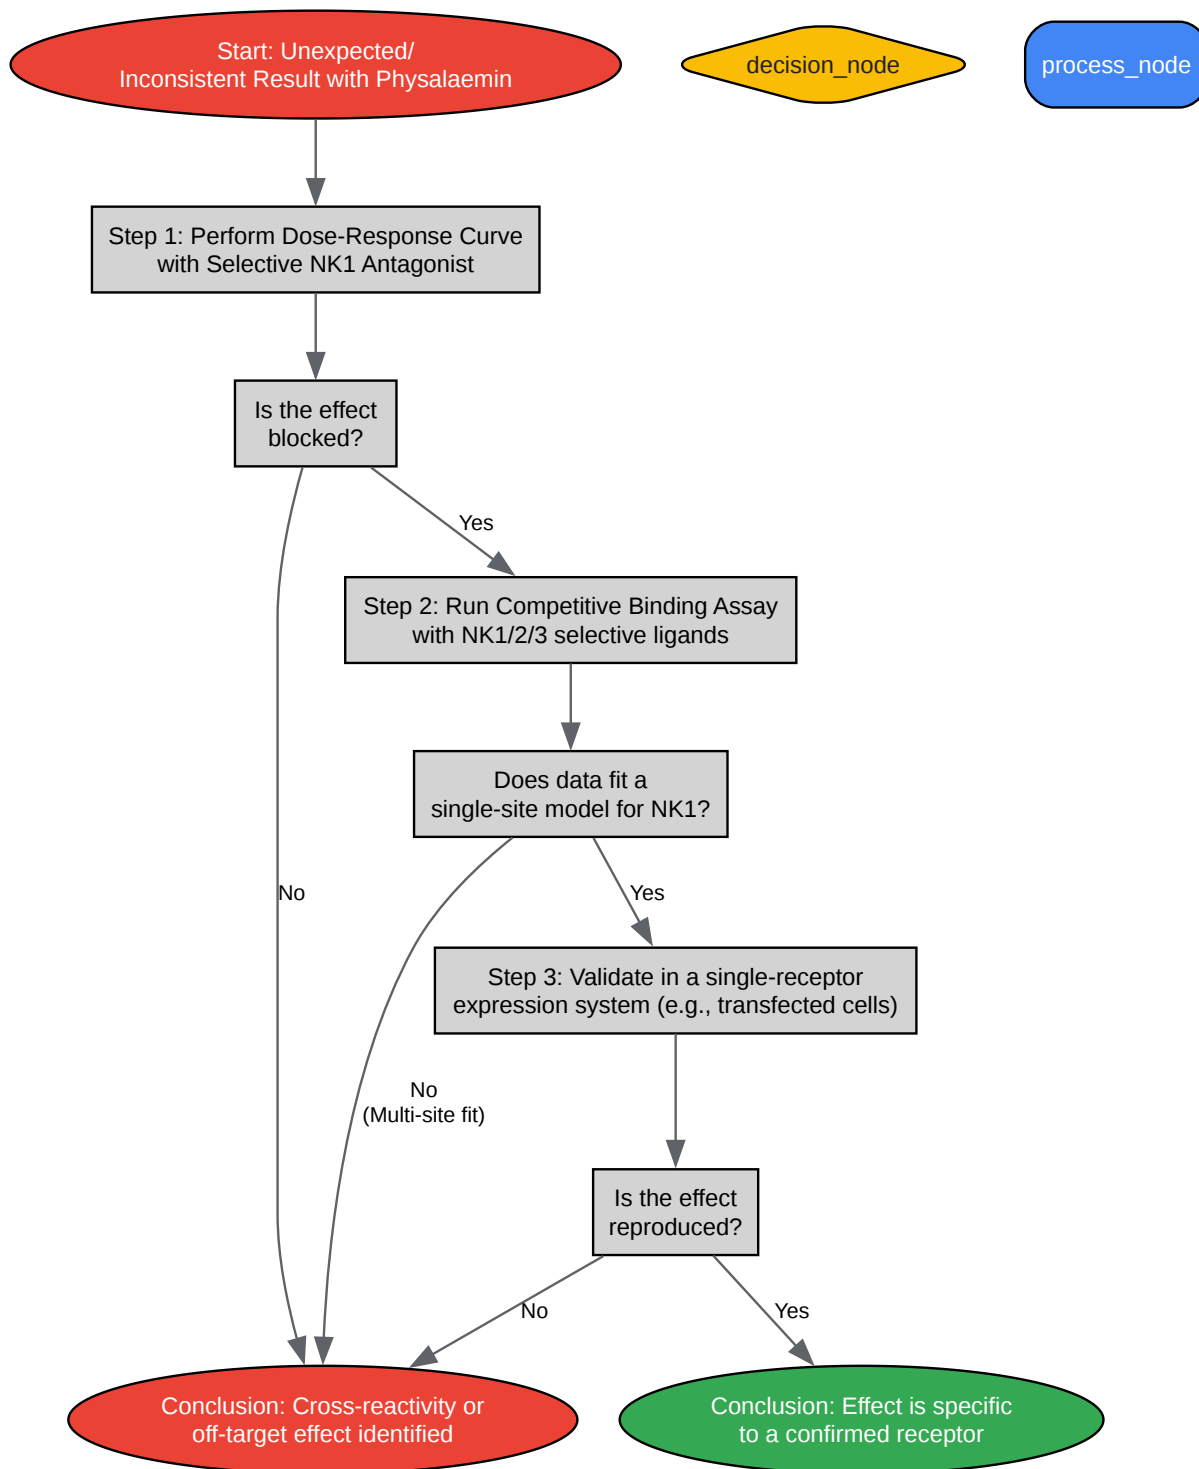 Start: Unexpected/
Inconsistent Result with Physalaemin
decision_node
process_node
Step 1: Perform Dose-Response Curve
with Selective NK1 Antagonist
Is the effect
blocked?
Yes
Step 2: Run Competitive Binding Assay
with NK1/2/3 selective ligands
Does data fit a
single-site model for NK1?
No
Yes
Step 3: Validate in a single-receptor
expression system (e.g., transfected cells)
No
(Multi-site fit)
Is the effect
reproduced?
No
Yes
Conclusion: Cross-reactivity or
off-target effect identified
Conclusion: Effect is specific
to a confirmed receptor